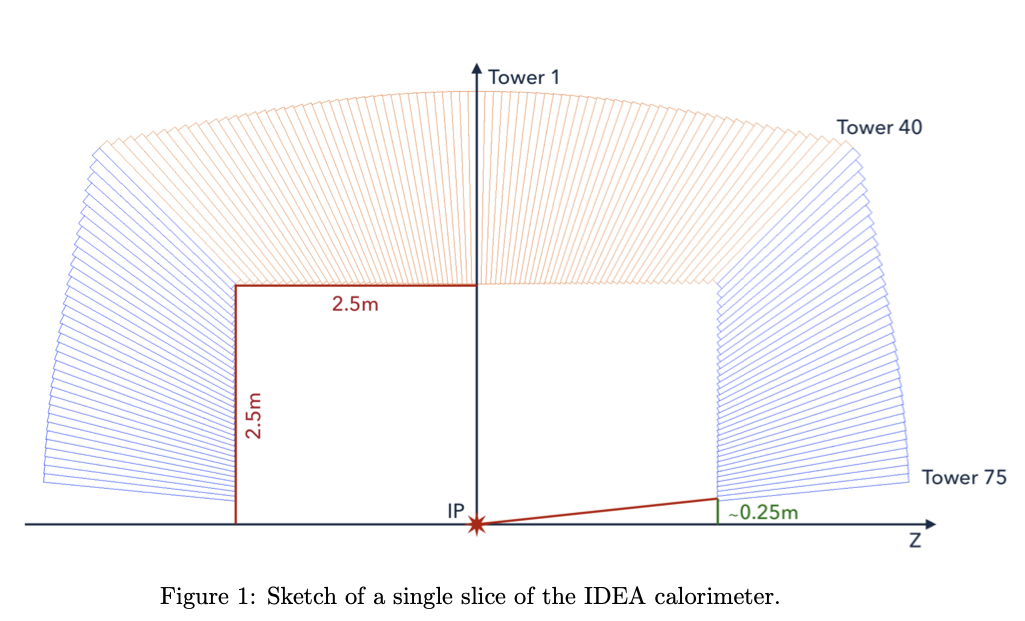 Tower 1
Tower 40
2.5m
2.5m
Tower 75
IP
~0.25m
Z
Figure 1: Sketch of a single slice of the IDEA calorimeter.